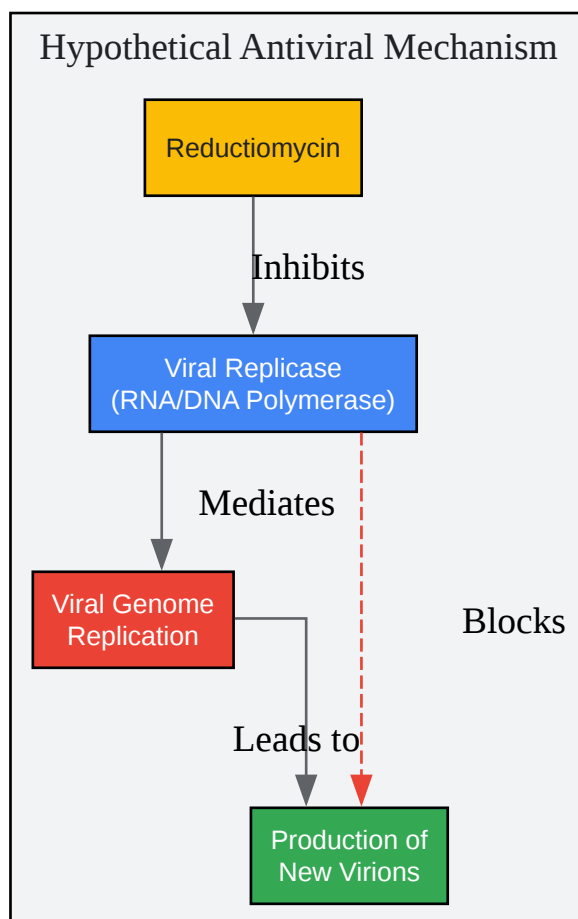 Hypothetical Antiviral Mechanism
Reductiomycin
Inhibits
Viral Replicase
(RNA/DNA Polymerase)
Mediates
Viral Genome
Replication
Blocks
Leads to
Production of
New Virions